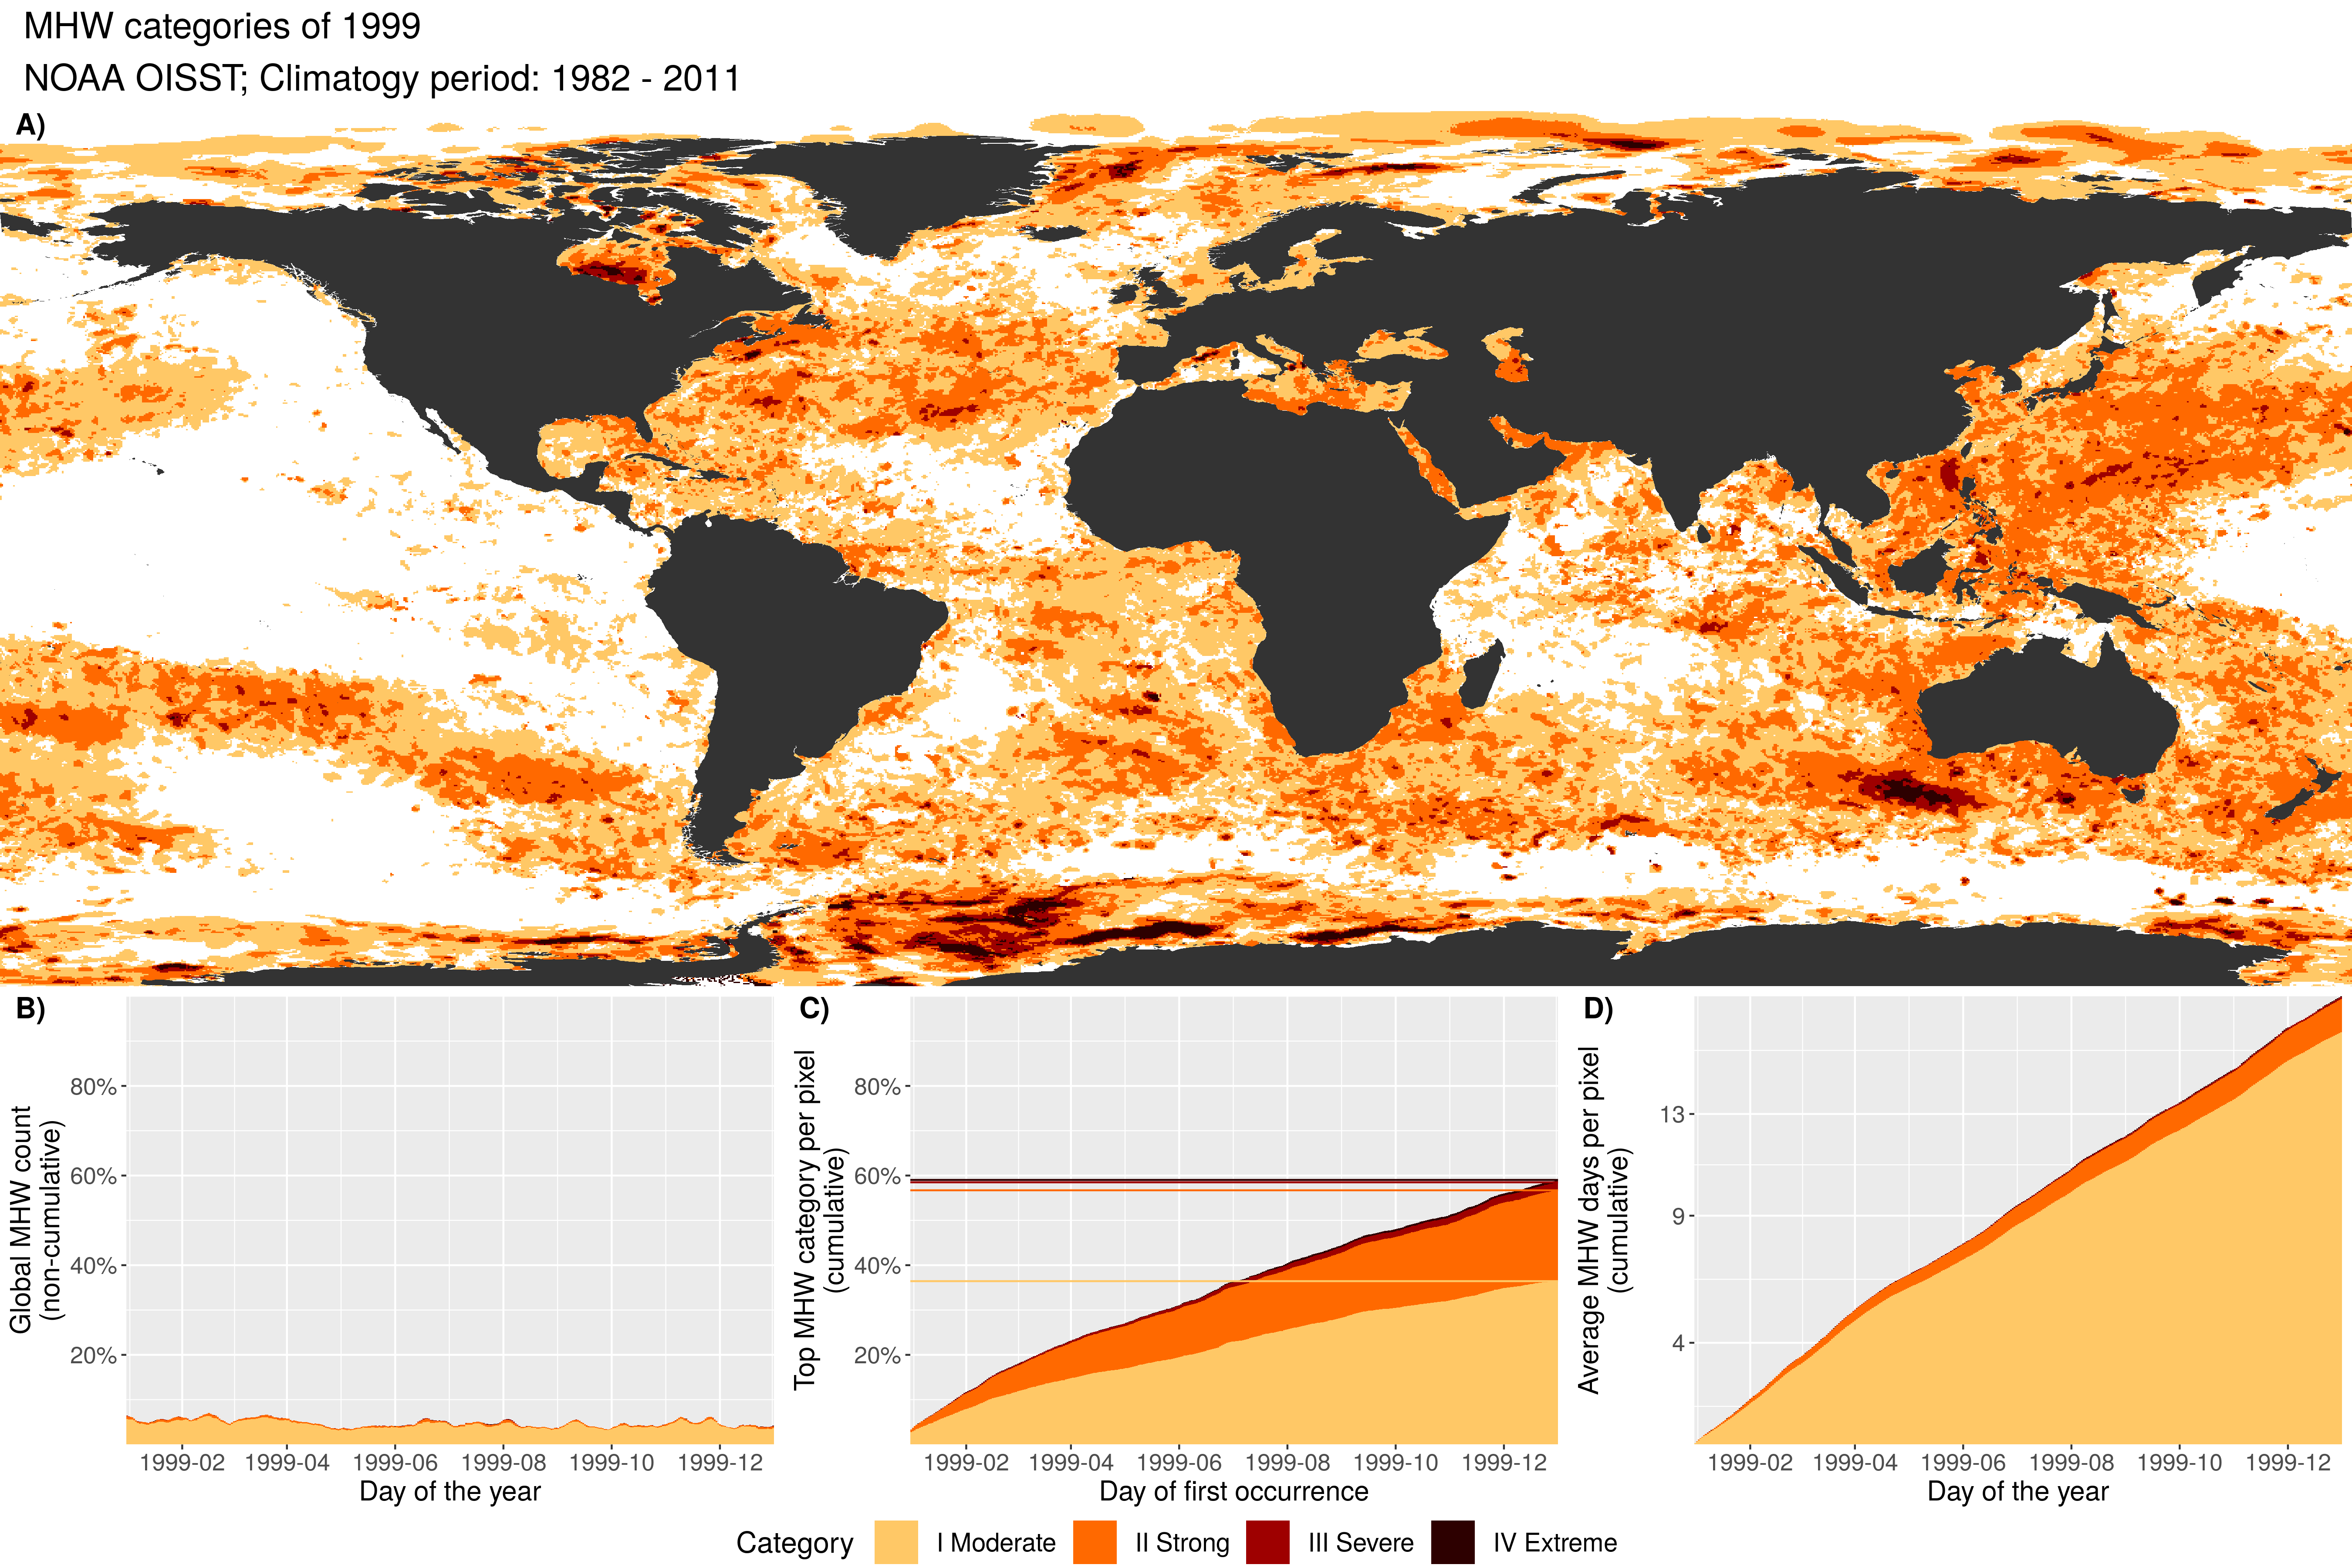 MHW categories of 1999
NOAA OISST; Climatogy period: 1982 - 2011
A)
B)
Global MHW count
(non-cumulative)
80%
60%
40%
20%
1999-02 1999-04 1999-06 1999-08 1999-10 1999-12
Day of the year
C)
Top MHW category per pixel
(cumulative)
80%
60%
40%
20%
1999-02 1999-04 1999-06 1999-08 1999-10 1999-12
Day of first occurrence
D)
Average MHW days per pixel
(cumulative)
13
9
4
1999-02 1999-04 1999-06 1999-08 1999-10 1999-12
Day of the year
Category I Moderate II Strong III Severe IV Extreme